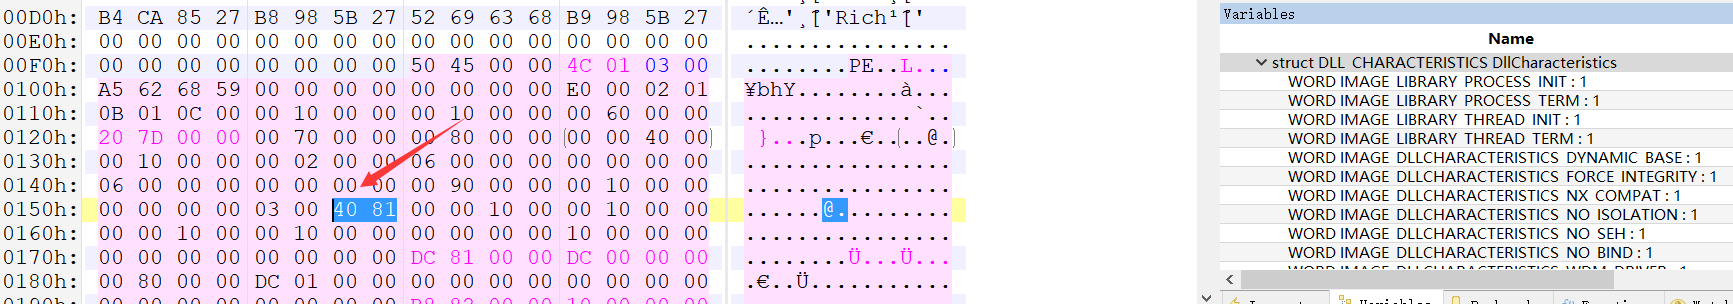 00D0h: B4 CA 85 27 B8 98 5B 27 52 69 63 68 B9 98 5B 27 ´Ê…'¸˜['Rich¹˜['
00E0h: 00 00 00 00 00 00 00 00 00 00 00 00 00 00 00 00 ................
00F0h: 00 00 00 00 00 00 00 00 50 45 00 00 4C 01 03 00 ........PE..L...
0100h: A5 62 68 59 00 00 00 00 00 00 00 00 E0 00 02 01 ¥bhY........à...
0110h: 0B 01 0C 00 00 10 00 00 00 10 00 00 00 60 00 00 .............`..
0120h: 20 7D 00 00 00 70 00 00 00 80 00 00 00 00 40 00 }...p...€....@.
0130h: 00 10 00 00 00 02 00 00 06 00 00 00 00 00 00 00 ................
0140h: 06 00 00 00 00 00 00 00 00 90 00 00 00 10 00 00 ................
0150h: 00 00 00 00 03 00 40 81 00 00 10 00 00 10 00 00 ......@.........
0160h: 00 00 10 00 00 10 00 00 00 00 00 00 10 00 00 00 ................
0170h: 00 00 00 00 00 00 00 00 DC 81 00 00 DC 00 00 00 ........Ü...Ü...
0180h: 00 80 00 00 DC 01 00 00 00 00 00 00 00 00 00 00 .€..Ü...........
Variables
Name
struct DLL_CHARACTERISTICS DllCharacteristics
WORD IMAGE_LIBRARY_PROCESS_INIT : 1
WORD IMAGE_LIBRARY_PROCESS_TERM : 1
WORD IMAGE_LIBRARY_THREAD_INIT : 1
WORD IMAGE_LIBRARY_THREAD_TERM : 1
WORD IMAGE_DLLCHARACTERISTICS_DYNAMIC_BASE : 1
WORD IMAGE_DLLCHARACTERISTICS_FORCE_INTEGRITY : 1
WORD IMAGE_DLLCHARACTERISTICS_NX_COMPAT : 1
WORD IMAGE_DLLCHARACTERISTICS_NO_ISOLATION : 1
WORD IMAGE_DLLCHARACTERISTICS_NO_SEH : 1
WORD IMAGE_DLLCHARACTERISTICS_NO_BIND : 1